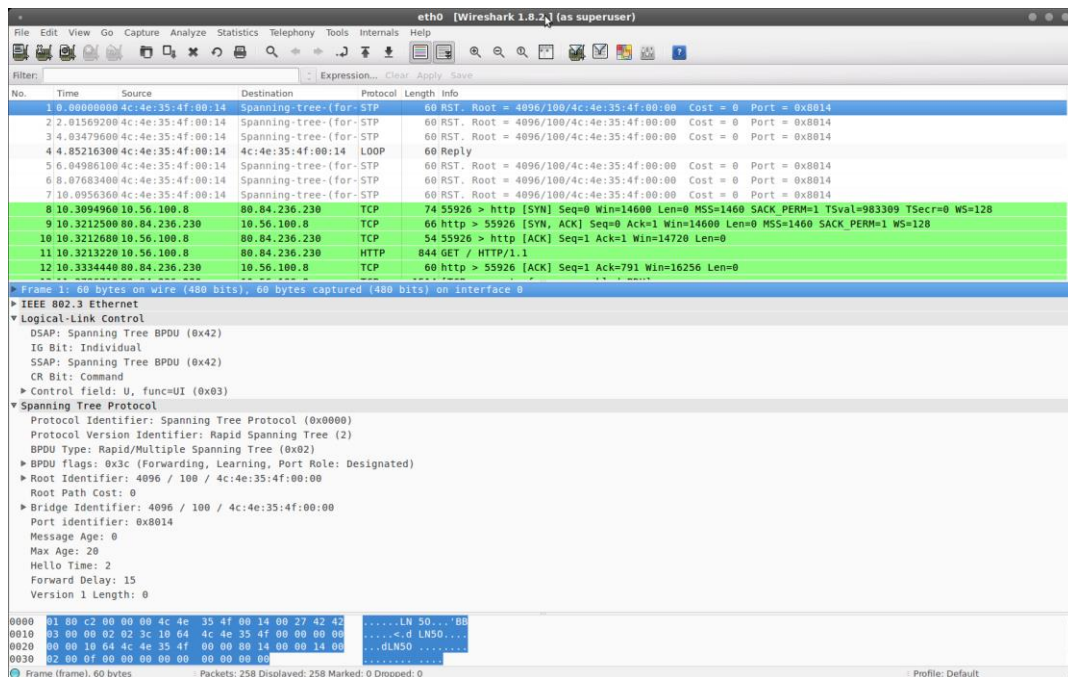 eth0 [Wireshark 1.8.2] (as superuser)
File Edit View Go Capture Analyze Statistics Telephony Tools Internals Help
Filter: Expression... Clear Apply Save
No. Time Source Destination Protocol Length Info
1 0.00000000 4c:4e:35:4f:00:14 Spanning-tree-(for- STP 60 RST. Root = 4096/100/4c:4e:35:4f:00:00 Cost = 0 Port = 0x8014
2 2.01569200 4c:4e:35:4f:00:14 Spanning-tree-(for- STP 60 RST. Root = 4096/100/4c:4e:35:4f:00:00 Cost = 0 Port = 0x8014
3 4.03479600 4c:4e:35:4f:00:14 Spanning-tree-(for- STP 60 RST. Root = 4096/100/4c:4e:35:4f:00:00 Cost = 0 Port = 0x8014
4 4.85216300 4c:4e:35:4f:00:14 4c:4e:35:4f:00:14 LOOP 60 Reply
5 6.04986100 4c:4e:35:4f:00:14 Spanning-tree-(for- STP 60 RST. Root = 4096/100/4c:4e:35:4f:00:00 Cost = 0 Port = 0x8014
6 8.07683400 4c:4e:35:4f:00:14 Spanning-tree-(for- STP 60 RST. Root = 4096/100/4c:4e:35:4f:00:00 Cost = 0 Port = 0x8014
7 10.0956360 4c:4e:35:4f:00:14 Spanning-tree-(for- STP 60 RST. Root = 4096/100/4c:4e:35:4f:00:00 Cost = 0 Port = 0x8014
8 10.3094960 10.56.100.8 80.84.236.230 TCP 74 55926 > http [SYN] Seq=0 Win=14600 Len=0 MSS=1460 SACK_PERM=1 TSval=983309 TSecr=0 WS=128
9 10.3212500 80.84.236.230 10.56.100.8 TCP 66 http > 55926 [SYN, ACK] Seq=0 Ack=1 Win=14600 Len=0 MSS=1460 SACK_PERM=1 WS=128
10 10.3212680 10.56.100.8 80.84.236.230 TCP 54 55926 > http [ACK] Seq=1 Ack=1 Win=14720 Len=0
11 10.3213220 10.56.100.8 80.84.236.230 HTTP 844 GET / HTTP/1.1
12 10.3334440 80.84.236.230 10.56.100.8 TCP 60 http > 55926 [ACK] Seq=1 Ack=791 Win=16256 Len=0
Frame 1: 60 bytes on wire (480 bits), 60 bytes captured (480 bits) on interface 0
IEEE 802.3 Ethernet
Logical-Link Control
DSAP: Spanning Tree BPDU (0x42)
IG Bit: Individual
SSAP: Spanning Tree BPDU (0x42)
CR Bit: Command
Control field: U, func=UI (0x03)
Spanning Tree Protocol
Protocol Identifier: Spanning Tree Protocol (0x0000)
Protocol Version Identifier: Rapid Spanning Tree (2)
BPDU Type: Rapid/Multiple Spanning Tree (0x02)
BPDU flags: 0x3c (Forwarding, Learning, Port Role: Designated)
Root Identifier: 4096 / 100 / 4c:4e:35:4f:00:00
Root Path Cost: 0
Bridge Identifier: 4096 / 100 / 4c:4e:35:4f:00:00
Port identifier: 0x8014
Message Age: 0
Max Age: 20
Hello Time: 2
Forward Delay: 15
Version 1 Length: 0
0000 01 80 c2 00 00 00 4c 4e 35 4f 00 14 00 27 42 42 ......LN 5O...'BB
0010 03 00 00 02 02 3c 10 64 4c 4e 35 4f 00 00 00 00 .....<.d LN5O....
0020 00 00 10 64 4c 4e 35 4f 00 00 80 14 00 00 14 00 ...dLN5O ........
0030 02 00 0f 00 00 00 00 00 00 00 00 00 ........ ....
Frame (frame), 60 bytes Packets: 258 Displayed: 258 Marked: 0 Dropped: 0 Profile: Default